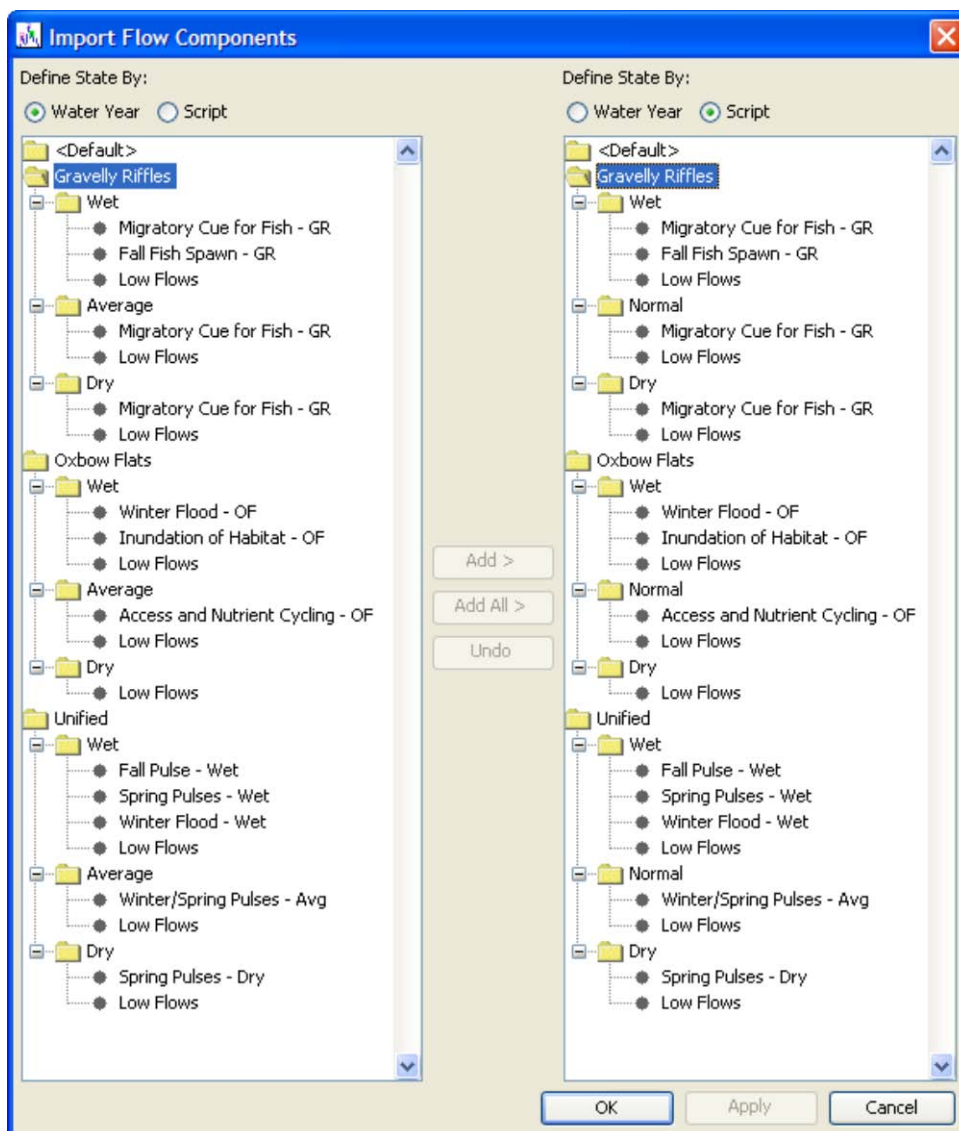 Import Flow Components
Define State By:
Water Year Script
<Default>
Gravelly Riffles
Wet
Migratory Cue for Fish - GR
Fall Fish Spawn - GR
Low Flows
Average
Migratory Cue for Fish - GR
Low Flows
Dry
Migratory Cue for Fish - GR
Low Flows
Oxbow Flats
Wet
Winter Flood - OF
Inundation of Habitat - OF
Low Flows
Average
Access and Nutrient Cycling - OF
Low Flows
Dry
Low Flows
Unified
Wet
Fall Pulse - Wet
Spring Pulses - Wet
Winter Flood - Wet
Low Flows
Average
Winter/Spring Pulses - Avg
Low Flows
Dry
Spring Pulses - Dry
Low Flows
Add >
Add All >
Undo
Define State By:
Water Year Script
<Default>
Gravelly Riffles
Wet
Migratory Cue for Fish - GR
Fall Fish Spawn - GR
Low Flows
Normal
Migratory Cue for Fish - GR
Low Flows
Dry
Migratory Cue for Fish - GR
Low Flows
Oxbow Flats
Wet
Winter Flood - OF
Inundation of Habitat - OF
Low Flows
Normal
Access and Nutrient Cycling - OF
Low Flows
Dry
Low Flows
Unified
Wet
Fall Pulse - Wet
Spring Pulses - Wet
Winter Flood - Wet
Low Flows
Normal
Winter/Spring Pulses - Avg
Low Flows
Dry
Spring Pulses - Dry
Low Flows
OK Apply Cancel